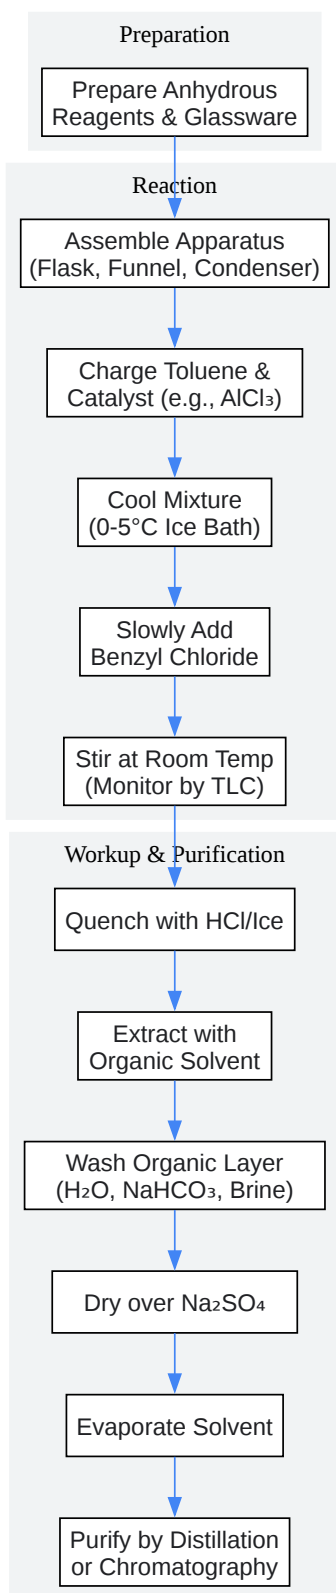 Preparation
Prepare Anhydrous
Reagents & Glassware
Reaction
Assemble Apparatus
(Flask, Funnel, Condenser)
Charge Toluene &
Catalyst (e.g., AlCl₃)
Cool Mixture
(0-5°C Ice Bath)
Slowly Add
Benzyl Chloride
Stir at Room Temp
(Monitor by TLC)
Workup & Purification
Quench with HCl/Ice
Extract with
Organic Solvent
Wash Organic Layer
(H₂O, NaHCO₃, Brine)
Dry over Na₂SO₄
Evaporate Solvent
Purify by Distillation
or Chromatography